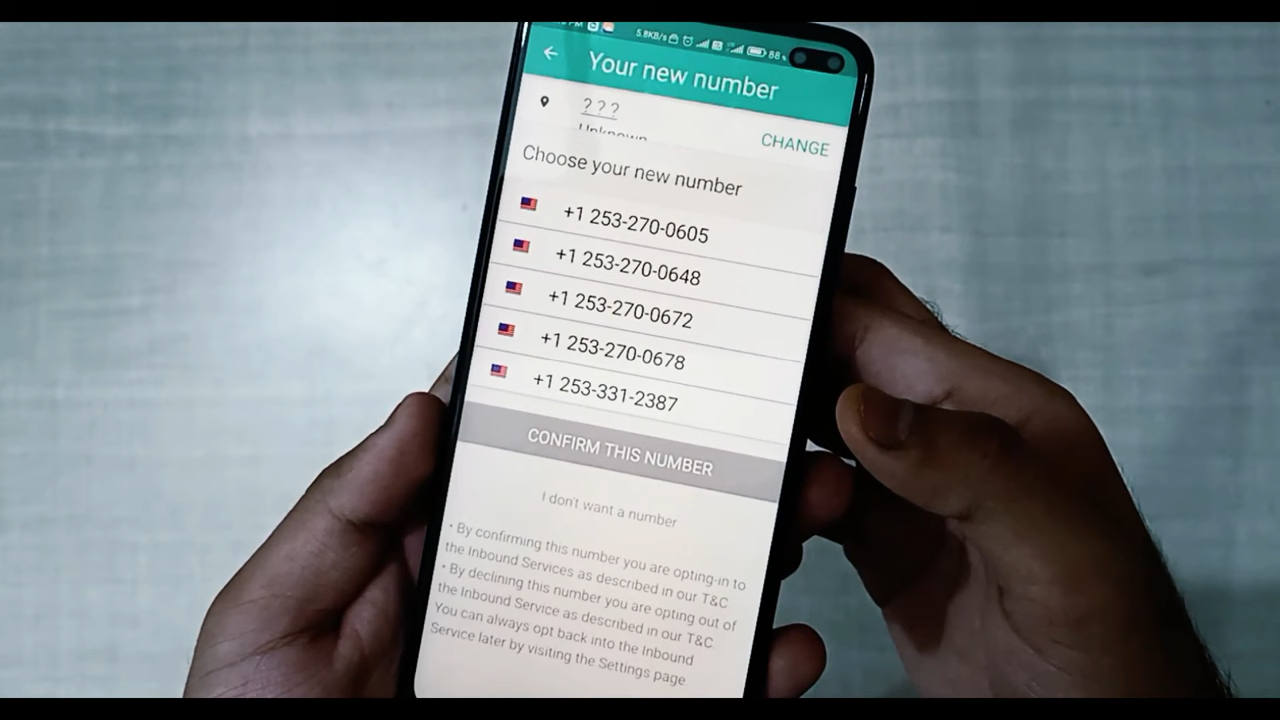 5.8KB/s 88
Your new number
? ? ?
Unknown
CHANGE
Choose your new number
+1 253-270-0605
+1 253-270-0648
+1 253-270-0672
+1 253-270-0678
+1 253-331-2387
CONFIRM THIS NUMBER
I don't want a number
• By confirming this number you are opting-in to
the Inbound Services as described in our T&C
• By declining this number you are opting out of
the Inbound Service as described in our T&C
You can always opt back into the Inbound
Service later by visiting the Settings page